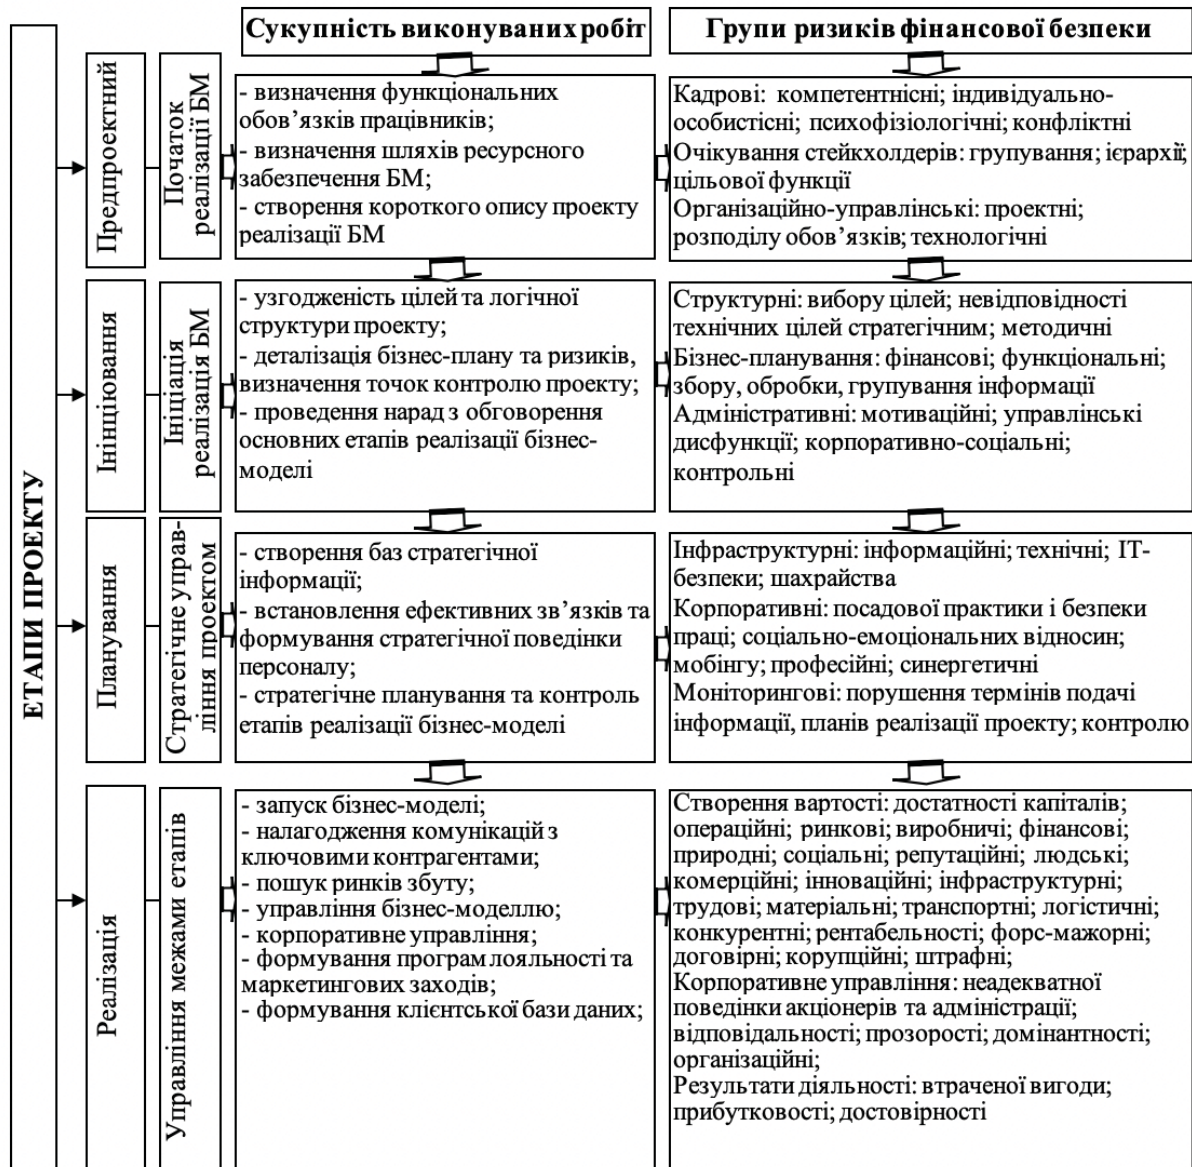 Сукупність виконуваних робіт
Групи ризиків фінансової безпеки
ЕТАПИ ПРОЕКТУ
Предпроектний
Початок
реалізації БМ
- визначення функціональних
обов’язків працівників;
- визначення шляхів ресурсного
забезпечення БМ;
- створення короткого опису проекту
реалізації БМ
Кадрові: компетентнісні; індивідуально-
особистісні; психофізіологічні; конфліктні
Очікування стейкхолдерів: групування; ієрархії;
цільової функції
Організаційно-управлінські: проектні;
розподілу обов’язків; технологічні
Інінціювання
Ініціація
реалізація БМ
- узгодженість цілей та логічної
структури проекту;
- деталізація бізнес-плану та ризиків,
визначення точок контролю проекту;
- проведення нарад з обговорення
основних етапів реалізації бізнес-
моделі
Структурні: вибору цілей; невідповідності
технічних цілей стратегічним; методичні
Бізнес-планування: фінансові; функціональні;
збору, обробки, групування інформації
Адміністративні: мотиваційні; управлінські
дисфункції; корпоративно-соціальні;
контрольні
Планування
Стратегічне управ-
ління проектом
- створення баз стратегічної
інформації;
- встановлення ефективних зв’язків та
формування стратегічної поведінки
персоналу;
- стратегічне планування та контроль
етапів реалізації бізнес-моделі
Інфраструктурні: інформаційні; технічні; ІТ-
безпеки; шахрайства
Корпоративні: посадової практики і безпеки
праці; соціально-емоціональних відносин;
мобінгу; професійні; синергетичні
Моніторингові: порушення термінів подачі
інформації, планів реалізації проекту; контролю
Реалізація
Управління межами етапів
- запуск бізнес-моделі;
- налагодження комунікацій з
ключовими контрагентами;
- пошук ринків збуту;
- управління бізнес-моделлю;
- корпоративне управління;
- формування програм лояльності та
маркетингових заходів;
- формування клієнтської бази даних;
Створення вартості: достатності капіталів;
операційні; ринкові; виробничі; фінансові;
природні; соціальні; репутаційні; людські;
комерційні; інноваційні; інфраструктурні;
трудові; матеріальні; транспортні; логістичні;
конкурентні; рентабельності; форс-мажорні;
договірні; корупційні; штрафні;
Корпоративне управління: неадекватної
поведінки акціонерів та адміністрації;
відповідальності; прозорості; домінантності;
організаційні;
Результати діяльності: втраченої вигоди;
прибутковості; достовірності